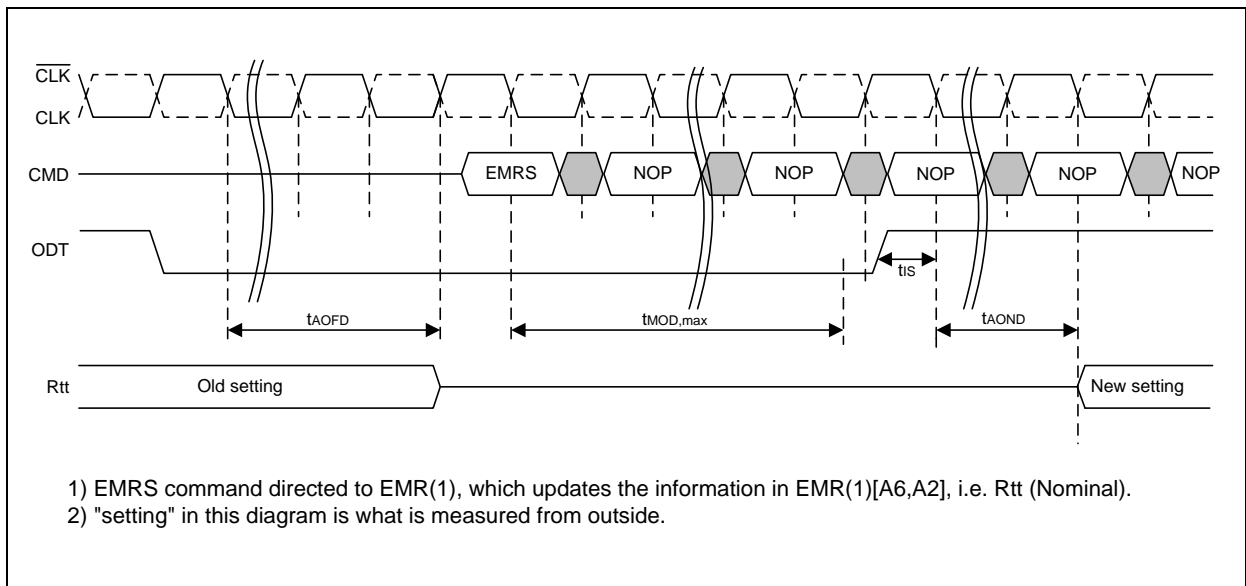 CLK
CLK
CMD
EMRS
NOP
NOP
NOP
NOP
NOP
ODT
tIS
tAOFD
tMOD,max
tAOND
Rtt
Old setting
New setting
1) EMRS command directed to EMR(1), which updates the information in EMR(1)[A6,A2], i.e. Rtt (Nominal).
2) "setting" in this diagram is what is measured from outside.